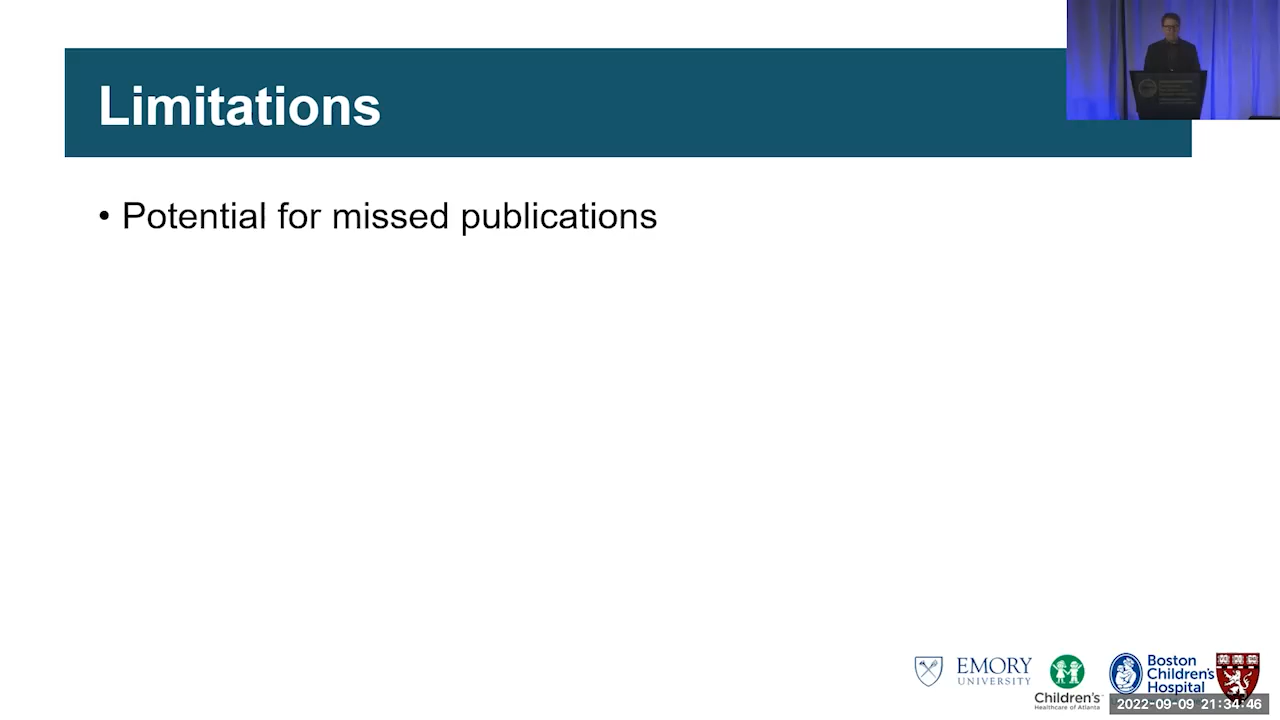 Limitations
• Potential for missed publications
EMORY
UNIVERSITY
Children's
Healthcare of Atlanta
Boston
Children's
Hospital
2022-09-09 21:34:46